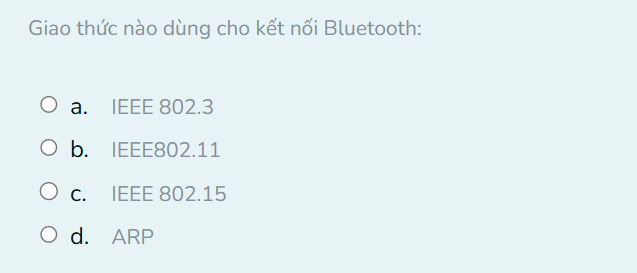 Giao thức nào dùng cho kết nối Bluetooth:
a. IEEE 802.3
b. IEEE802.11
c. IEEE 802.15
d. ARP